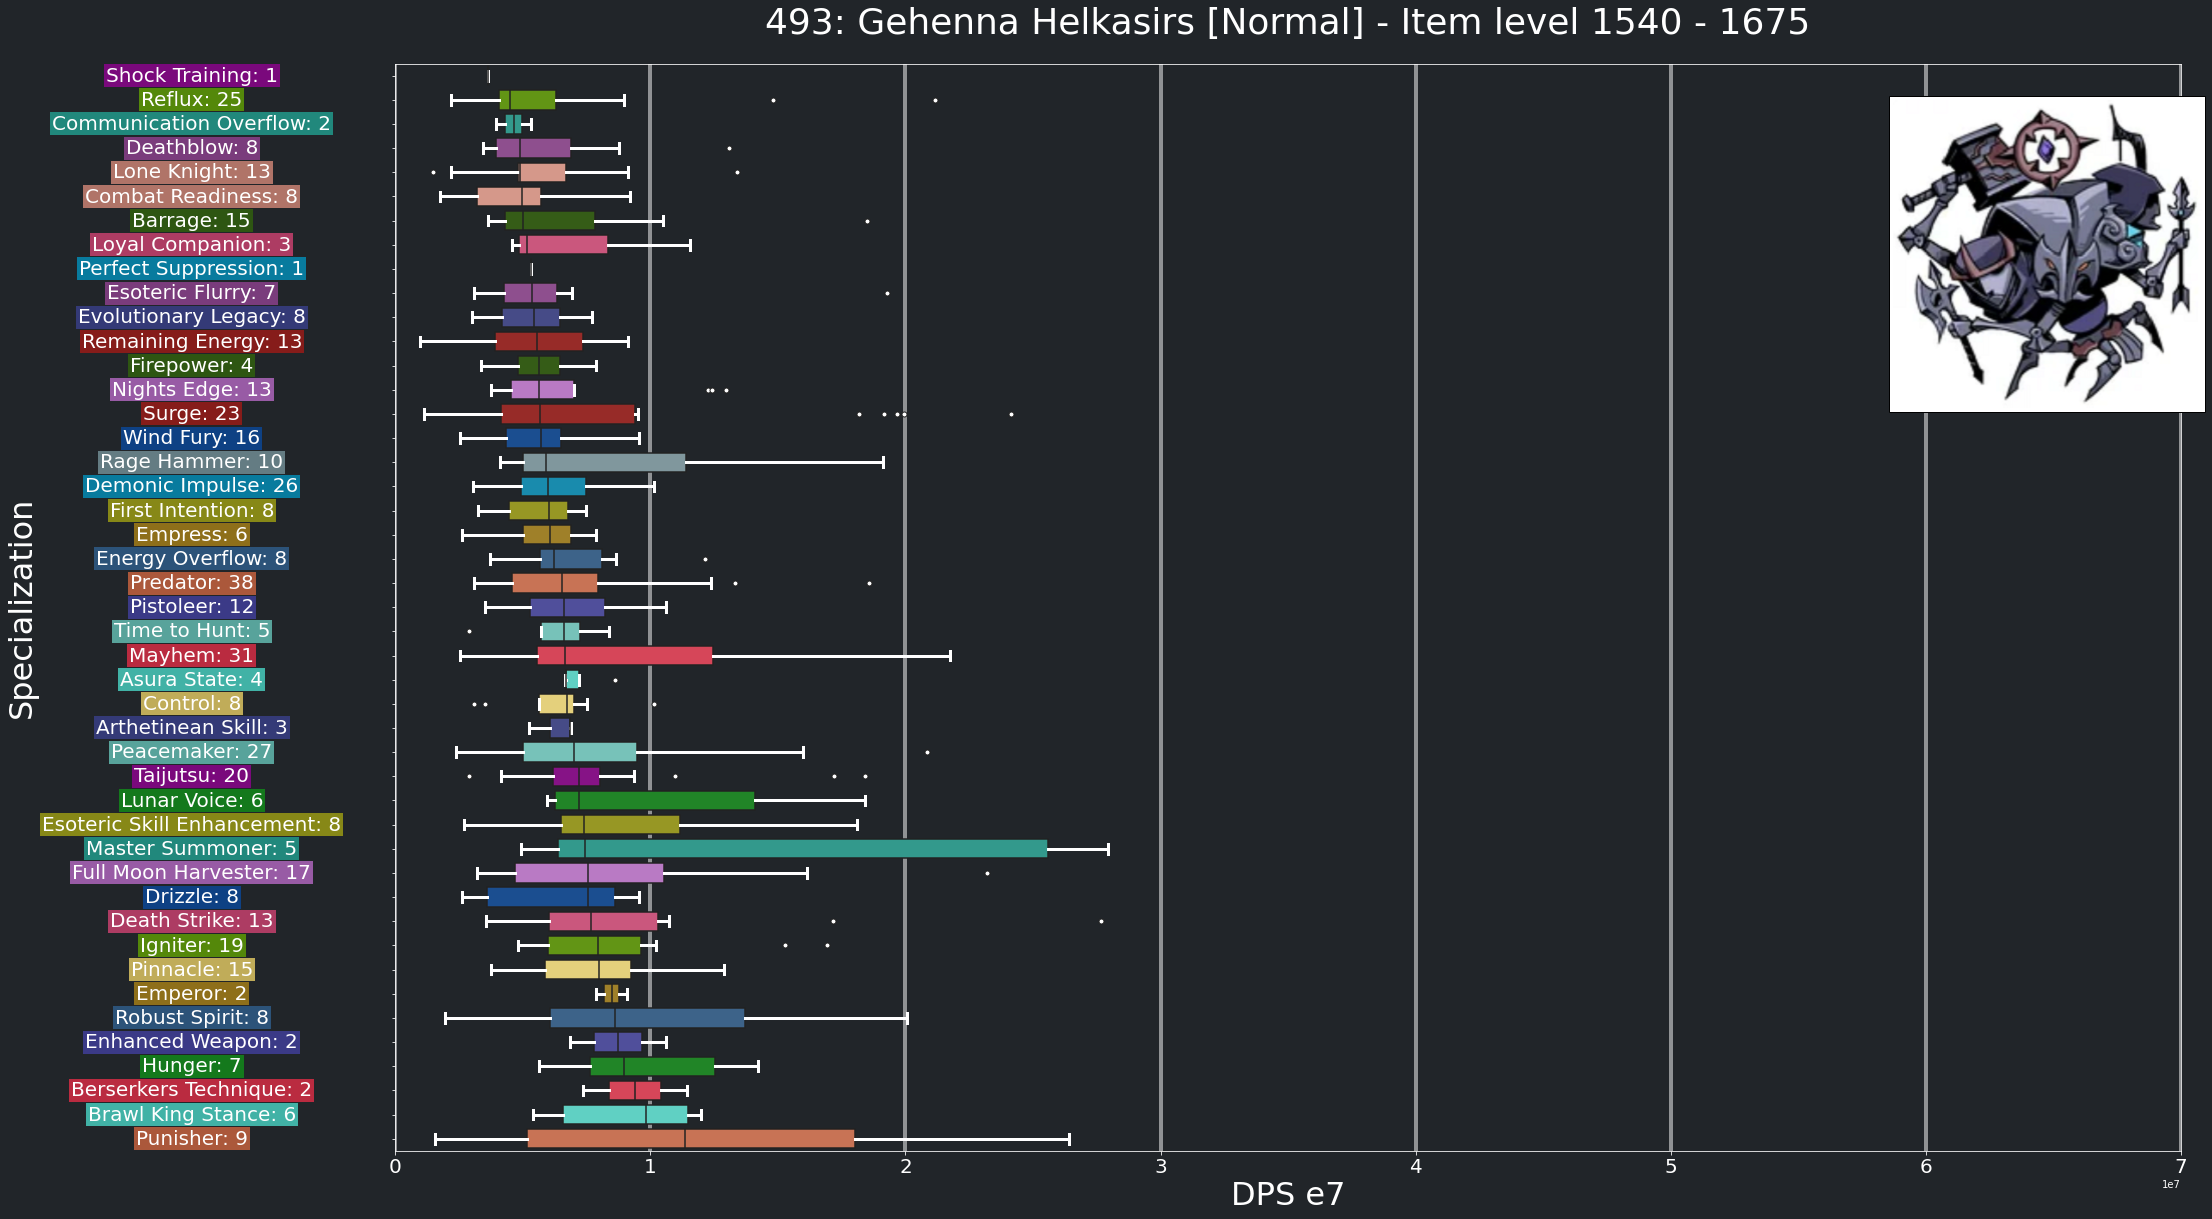 493: Gehenna Helkasirs [Normal] - Item level 1540 - 1675
Specialization
Shock Training: 1
Reflux: 25
Communication Overflow: 2
Deathblow: 8
Lone Knight: 13
Combat Readiness: 8
Barrage: 15
Loyal Companion: 3
Perfect Suppression: 1
Esoteric Flurry: 7
Evolutionary Legacy: 8
Remaining Energy: 13
Firepower: 4
Nights Edge: 13
Surge: 23
Wind Fury: 16
Rage Hammer: 10
Demonic Impulse: 26
First Intention: 8
Empress: 6
Energy Overflow: 8
Predator: 38
Pistoleer: 12
Time to Hunt: 5
Mayhem: 31
Asura State: 4
Control: 8
Arthetinean Skill: 3
Peacemaker: 27
Taijutsu: 20
Lunar Voice: 6
Esoteric Skill Enhancement: 8
Master Summoner: 5
Full Moon Harvester: 17
Drizzle: 8
Death Strike: 13
Igniter: 19
Pinnacle: 15
Emperor: 2
Robust Spirit: 8
Enhanced Weapon: 2
Hunger: 7
Berserkers Technique: 2
Brawl King Stance: 6
Punisher: 9
0 1 2 3 4 5 6 7
1e7
DPS e7